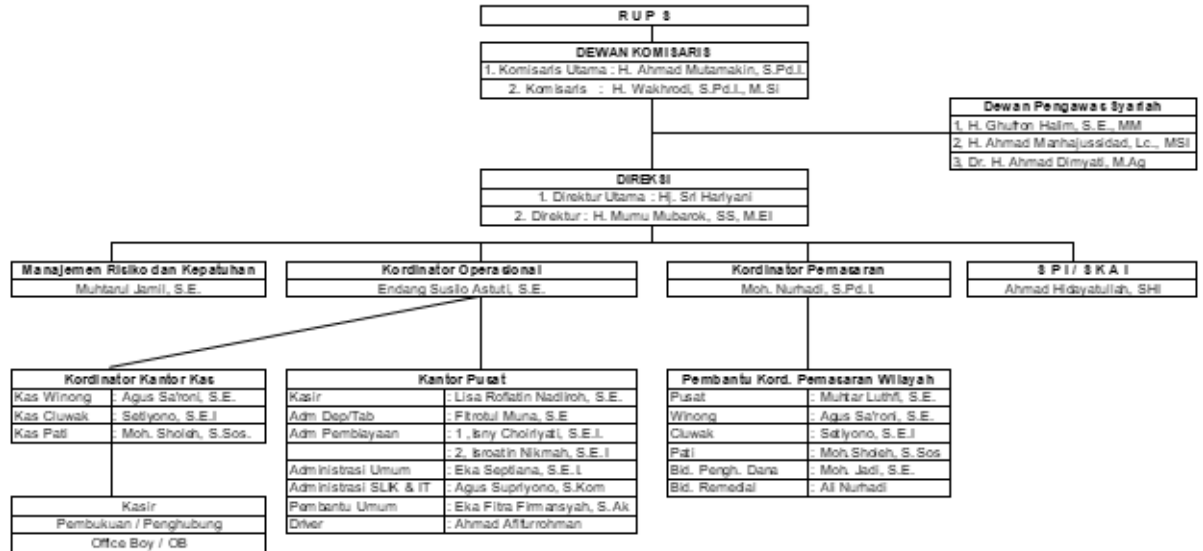 R U P S
DEWAN KOMISARIS
1. Komisaris Utama : H. Ahmad Mutamakin, S.Pd.I.
2. Komisaris : H. Wakhrodi, S.Pd.I., M.Si
Dewan Pengawas Syariah
1, H. Ghufron Halim, S.E., MM
2, H. Ahmad Manhajussidad, Lc., MSI
3, Dr. H. Ahmad Dimyati, M.Ag
DIREKSI
1. Direktur Utama : Hj. Sri Hariyani
2. Direktur : H. Mumu Mubarok, SS, M.EI
Manajemen Risiko dan Kepatuhan
Muhtarul Jamil, S.E.
Kordinator Operasional
Endang Susilo Astuti, S.E.
Kordinator Pemasaran
Moh. Nurhadi, S.Pd.I.
S P I / S K A I
Ahmad Hidayatullah, SHI
Kordinator Kantor Kas
Kas Winong : Agus Sa'roni, S.E.
Kas Cluwak : Setiyono, S.E.I
Kas Pati : Moh. Sholeh, S.Sos.
Kasir
Pembukuan / Penghubung
Office Boy / OB
Kantor Pusat
Kasir : Lisa Rofiatin Nadliroh, S.E.
Adm Dep/Tab : Fitrotul Muna, S.E
Adm Pembiayaan : 1 ,Isny Choiriyati, S.E.I.
: 2, Isroatin Nikmah, S.E.I
Administrasi Umum : Eka Septiana, S.E.I.
Administrasi SLIK & IT : Agus Supriyono, S.Kom
Pembantu Umum : Eka Fitra Firmansyah, S.Ak
Driver : Ahmad Afifurrohman
Pembantu Kord. Pemasaran Wilayah
Pusat : Muhtar Luthfi, S.E.
Winong : Agus Sa'roni, S.E.
Cluwak : Setiyono, S.E.I
Pati : Moh.Sholeh, S.Sos
Bid. Pengh. Dana : Moh. Jadi, S.E.
Bid. Remedial : Ali Nurhadi